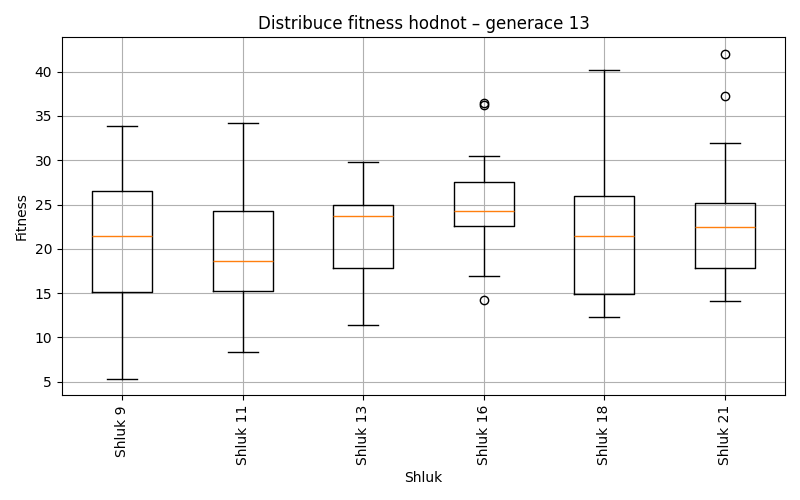 Distribuce fitness hodnot – generace 13
Fitness
40
35
30
25
20
15
10
5
Shluk 9
Shluk 11
Shluk 13
Shluk 16
Shluk 18
Shluk 21
Shluk